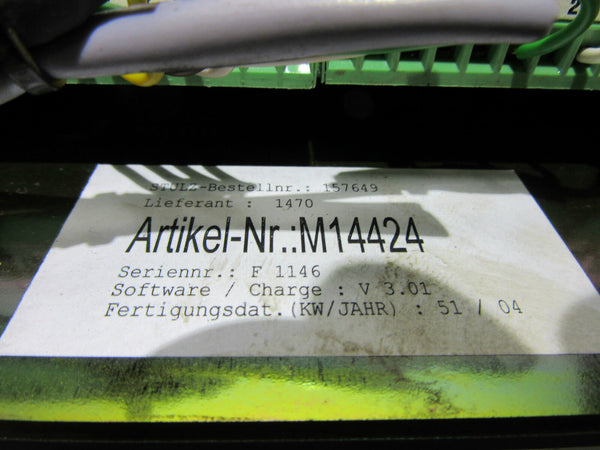 2
STULZ-Bestellnr.: 157649
Lieferant : 1470
Artikel-Nr.:M14424
Seriennr.: F 1146
Software / Charge : V 3.01
Fertigungsdat.(KW/JAHR) : 51 / 04